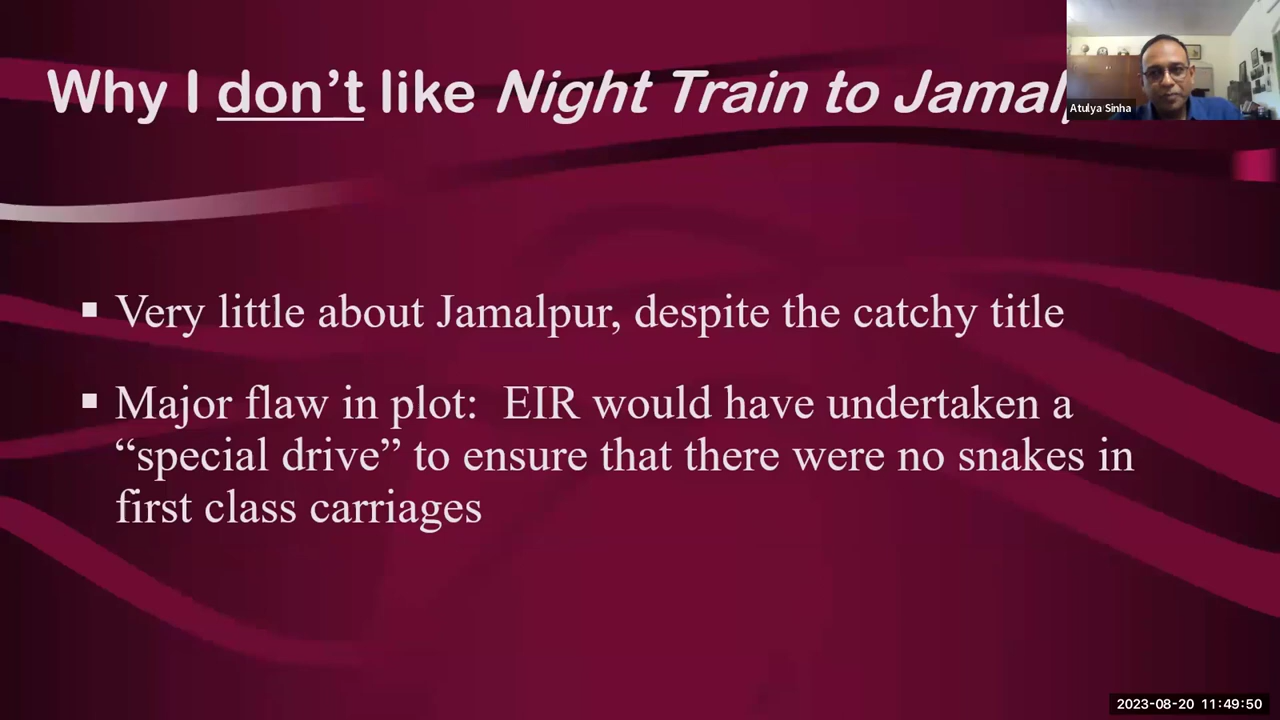 Why I don't like Night Train to Jamalp
Atulya Sinha
▪ Very little about Jamalpur, despite the catchy title
▪ Major flaw in plot:  EIR would have undertaken a
“special drive” to ensure that there were no snakes in
first class carriages
2023-08-20 11:49:50